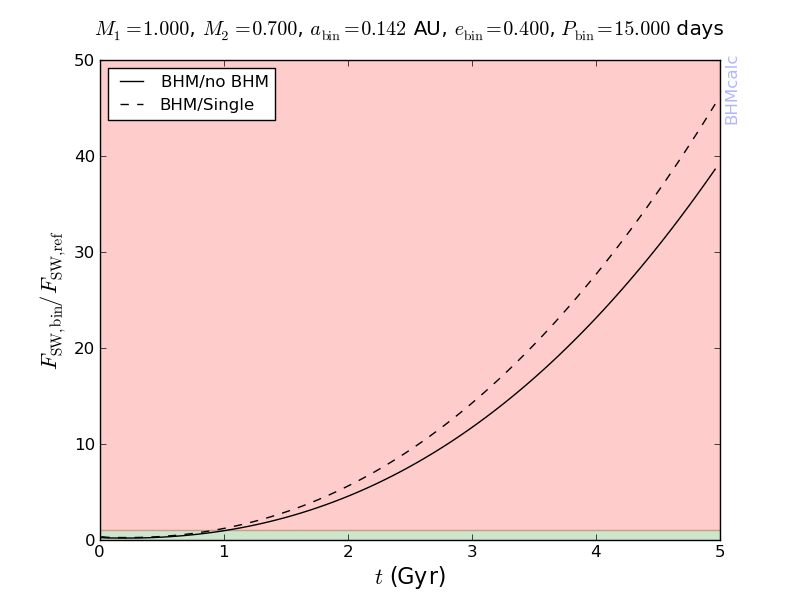 M₁ = 1.000, M₂ = 0.700, a_bin = 0.142 AU, e_bin = 0.400, P_bin = 15.000 days
BHM/no BHM
BHM/Single
BHMcalc
F_SW,bin / F_SW,ref
50
40
30
20
10
0
0 1 2 3 4 5
t (Gyr)